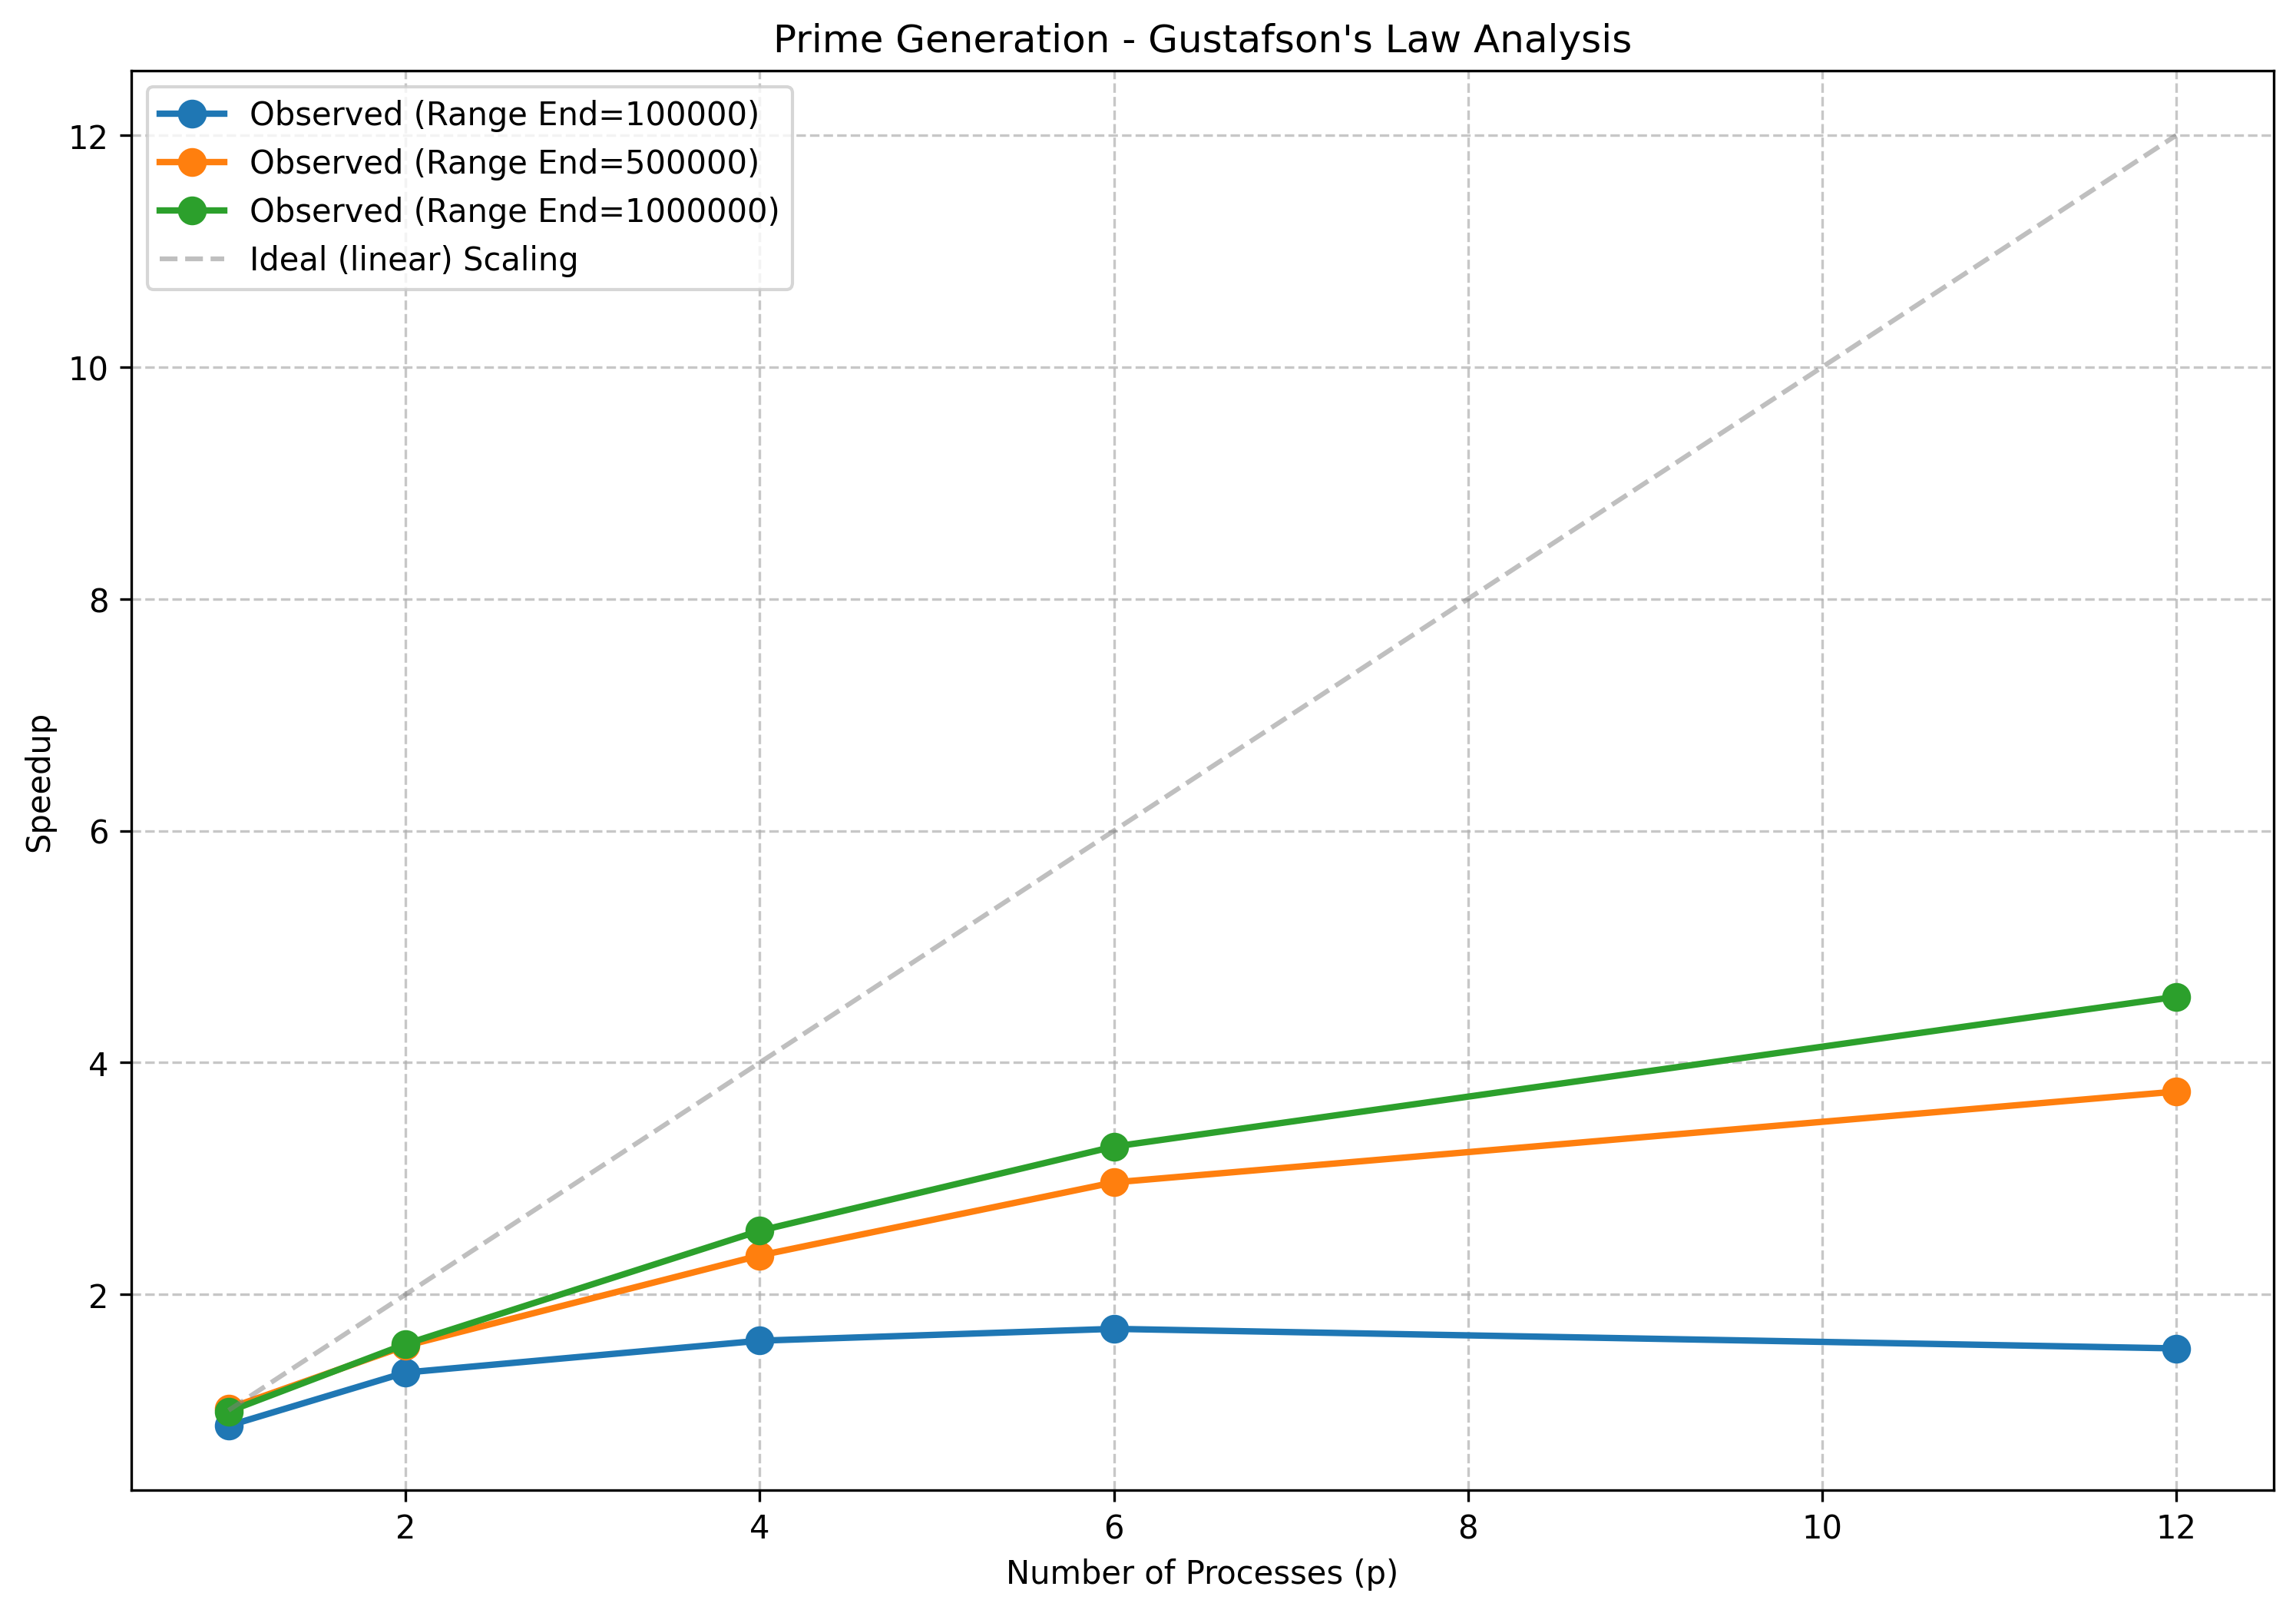 Prime Generation - Gustafson's Law Analysis
Observed (Range End=100000)
Observed (Range End=500000)
Observed (Range End=1000000)
Ideal (linear) Scaling
12
10
8
6
4
2
Speedup
2 4 6 8 10 12
Number of Processes (p)